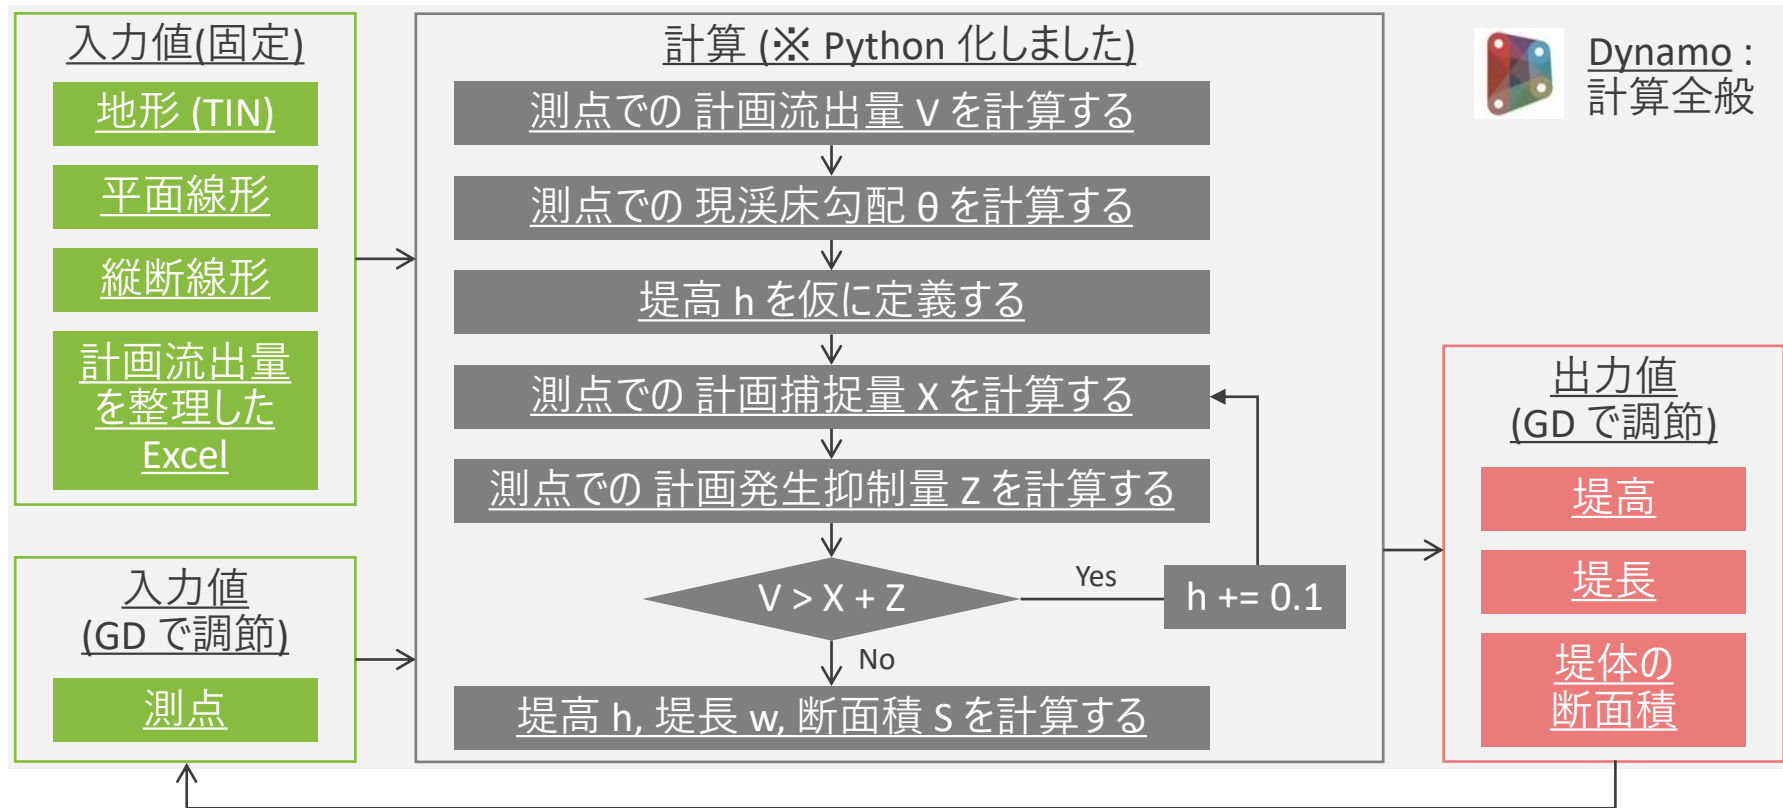 入力値(固定)
地形 (TIN)
平面線形
縦断線形
計画流出量
を整理した
Excel
入力値
(GD で調節)
測点
計算 (※ Python 化しました)
測点での 計画流出量 V を計算する
測点での 現渓床勾配 θ を計算する
堤高 h を仮に定義する
測点での 計画捕捉量 X を計算する
測点での 計画発生抑制量 Z を計算する
V > X + Z
Yes
h += 0.1
No
堤高 h, 堤長 w, 断面積 S を計算する
Dynamo :
計算全般
出力値
(GD で調節)
堤高
堤長
堤体の
断面積